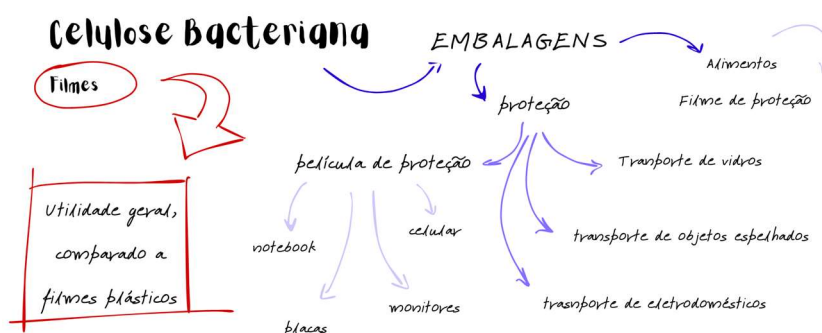 Celulose Bacteriana
EMBALAGENS
Filmes
Alimentos
Filme de proteção
proteção
película de proteção
Tranporte de vidros
Utilidade geral,
comparado a
filmes plásticos
notebook
celular
transporte de objetos espelhados
monitores
trasnporte de eletrodomésticos
placas